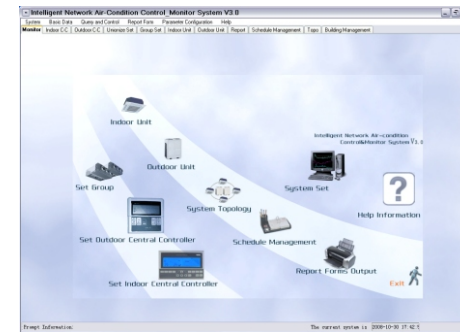 Intelligent Network Air-Condition Control_Monitor System V3.0
System Basic Data Query and Control Report Form Parameter Configuration Help
Monitor Indoor C.C Outdoor C.C Unionize Set Group Set Indoor Unit Outdoor Unit Report Schedule Management Topo Building Management
Indoor Unit
Intelligent Network Air-condition
Control&Monitor System V3.1
Outdoor Unit
Set Group
System Set
System Topology
Help Information
Set Outdoor Central Controller
Schedule Management
Report Forms Output
Exit
Set Indoor Central Controller
Prompt Information:
The current system is